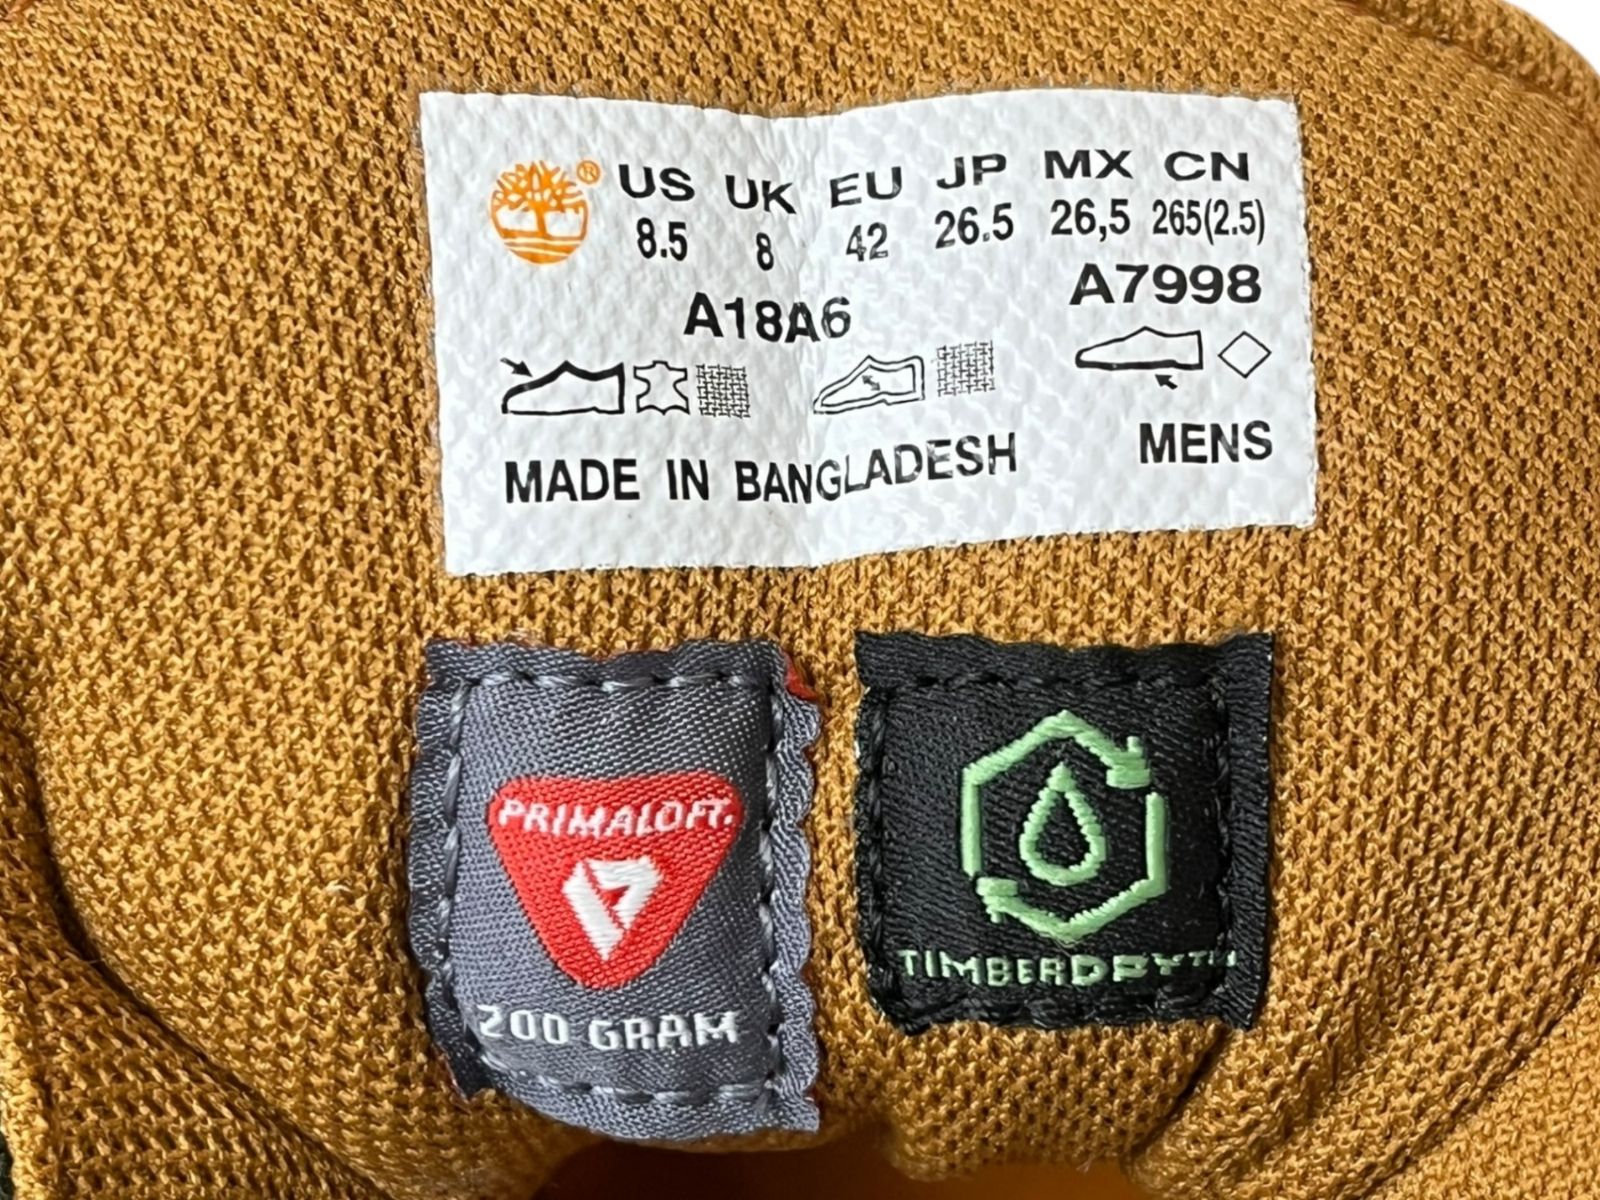 ® US UK EU JP MX CN
8.5 8 42 26.5 26,5 265(2.5)
A18A6 A7998
MADE IN BANGLADESH MENS
PRIMALOFT.
200 GRAM
TIMBERDRY™